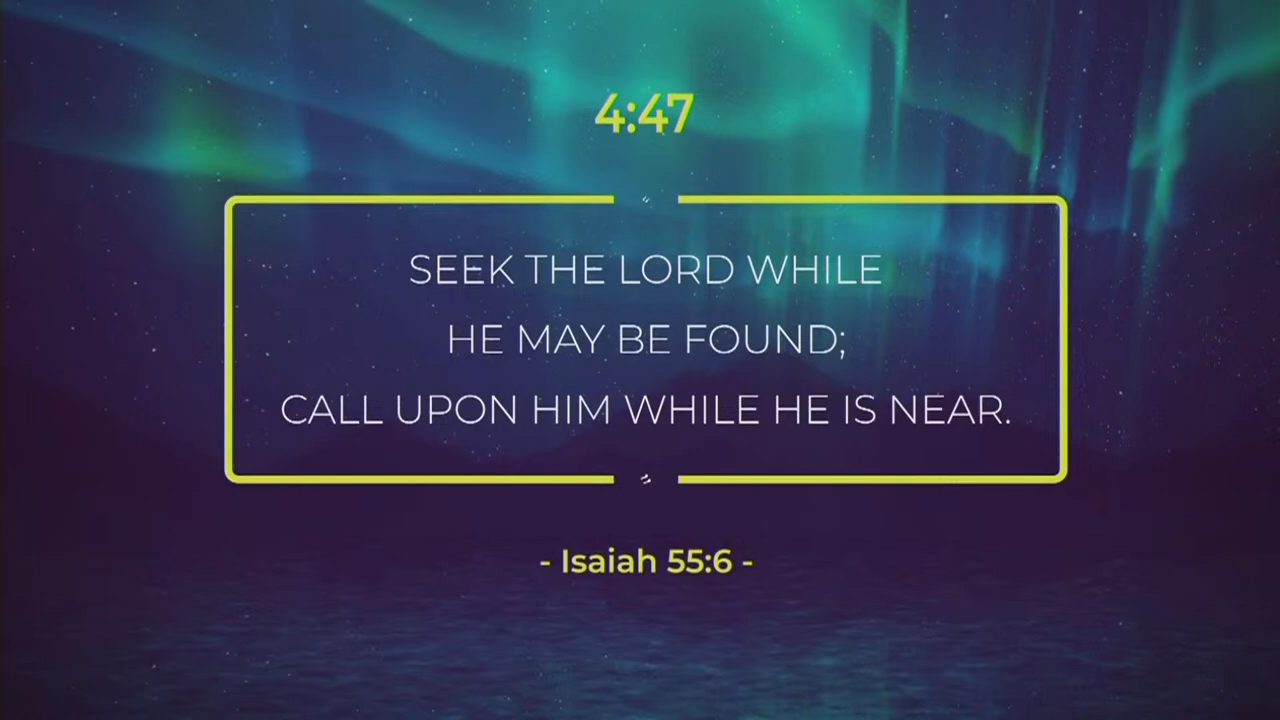 4:47
SEEK THE LORD WHILE
HE MAY BE FOUND;
CALL UPON HIM WHILE HE IS NEAR.
- Isaiah 55:6 -